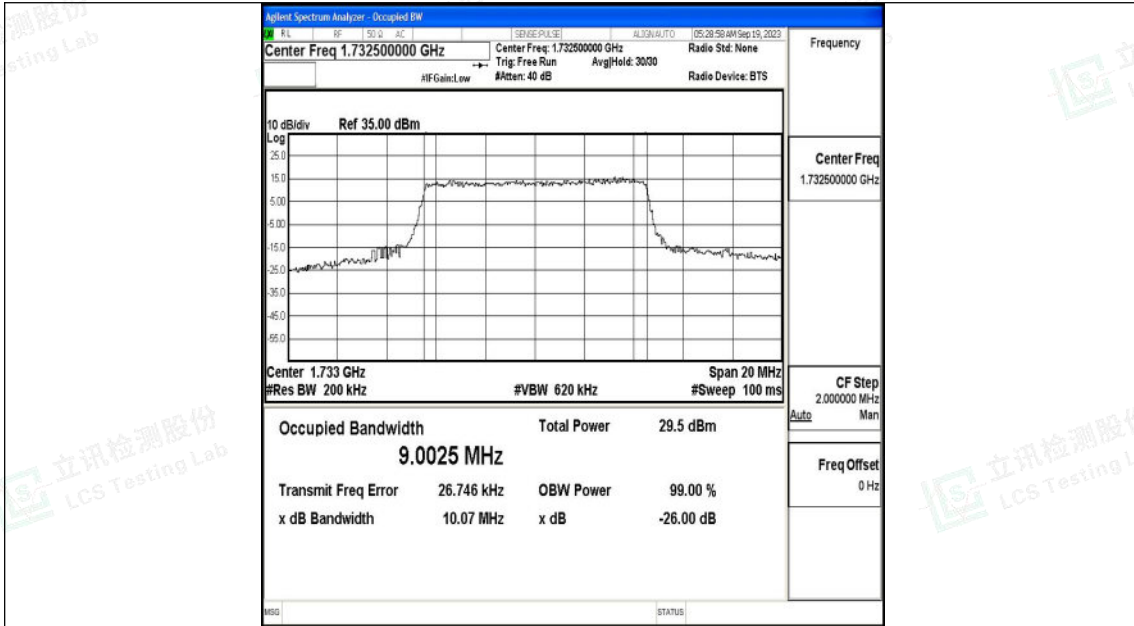 Agilent Spectrum Analyzer - Occupied BW
RL RF 50 Ω AC SENSE:PULSE ALIGNAUTO 05:28:58 AM Sep 19, 2023
Center Freq 1.732500000 GHz
Center Freq: 1.732500000 GHz
Radio Std: None
Trig: Free Run Avg|Hold: 30/30
#IFGain:Low #Atten: 40 dB Radio Device: BTS
10 dB/div Ref 35.00 dBm
Log
25.0
15.0
5.00
-5.00
-15.0
-25.0
-35.0
-45.0
-55.0
Center 1.733 GHz Span 20 MHz
#Res BW 200 kHz #VBW 620 kHz #Sweep 100 ms
Occupied Bandwidth Total Power 29.5 dBm
9.0025 MHz
Transmit Freq Error 26.746 kHz OBW Power 99.00 %
x dB Bandwidth 10.07 MHz x dB -26.00 dB
MSG STATUS
Frequency
Center Freq
1.732500000 GHz
CF Step
2.000000 MHz
Auto Man
Freq Offset
0 Hz
立讯检测股份
LCS Testing Lab
立讯检测股份
LCS Testing L
测股份
esting Lab
立